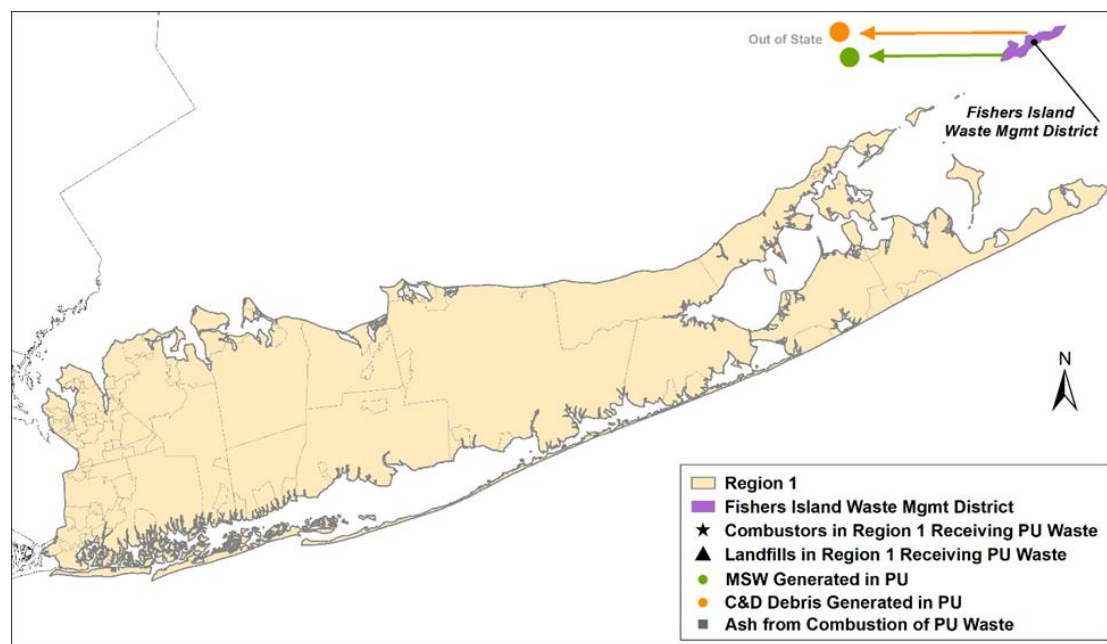 Out of State
Fishers Island
Waste Mgmt District
N
Region 1
Fishers Island Waste Mgmt District
Combustors in Region 1 Receiving PU Waste
Landfills in Region 1 Receiving PU Waste
MSW Generated in PU
C&D Debris Generated in PU
Ash from Combustion of PU Waste